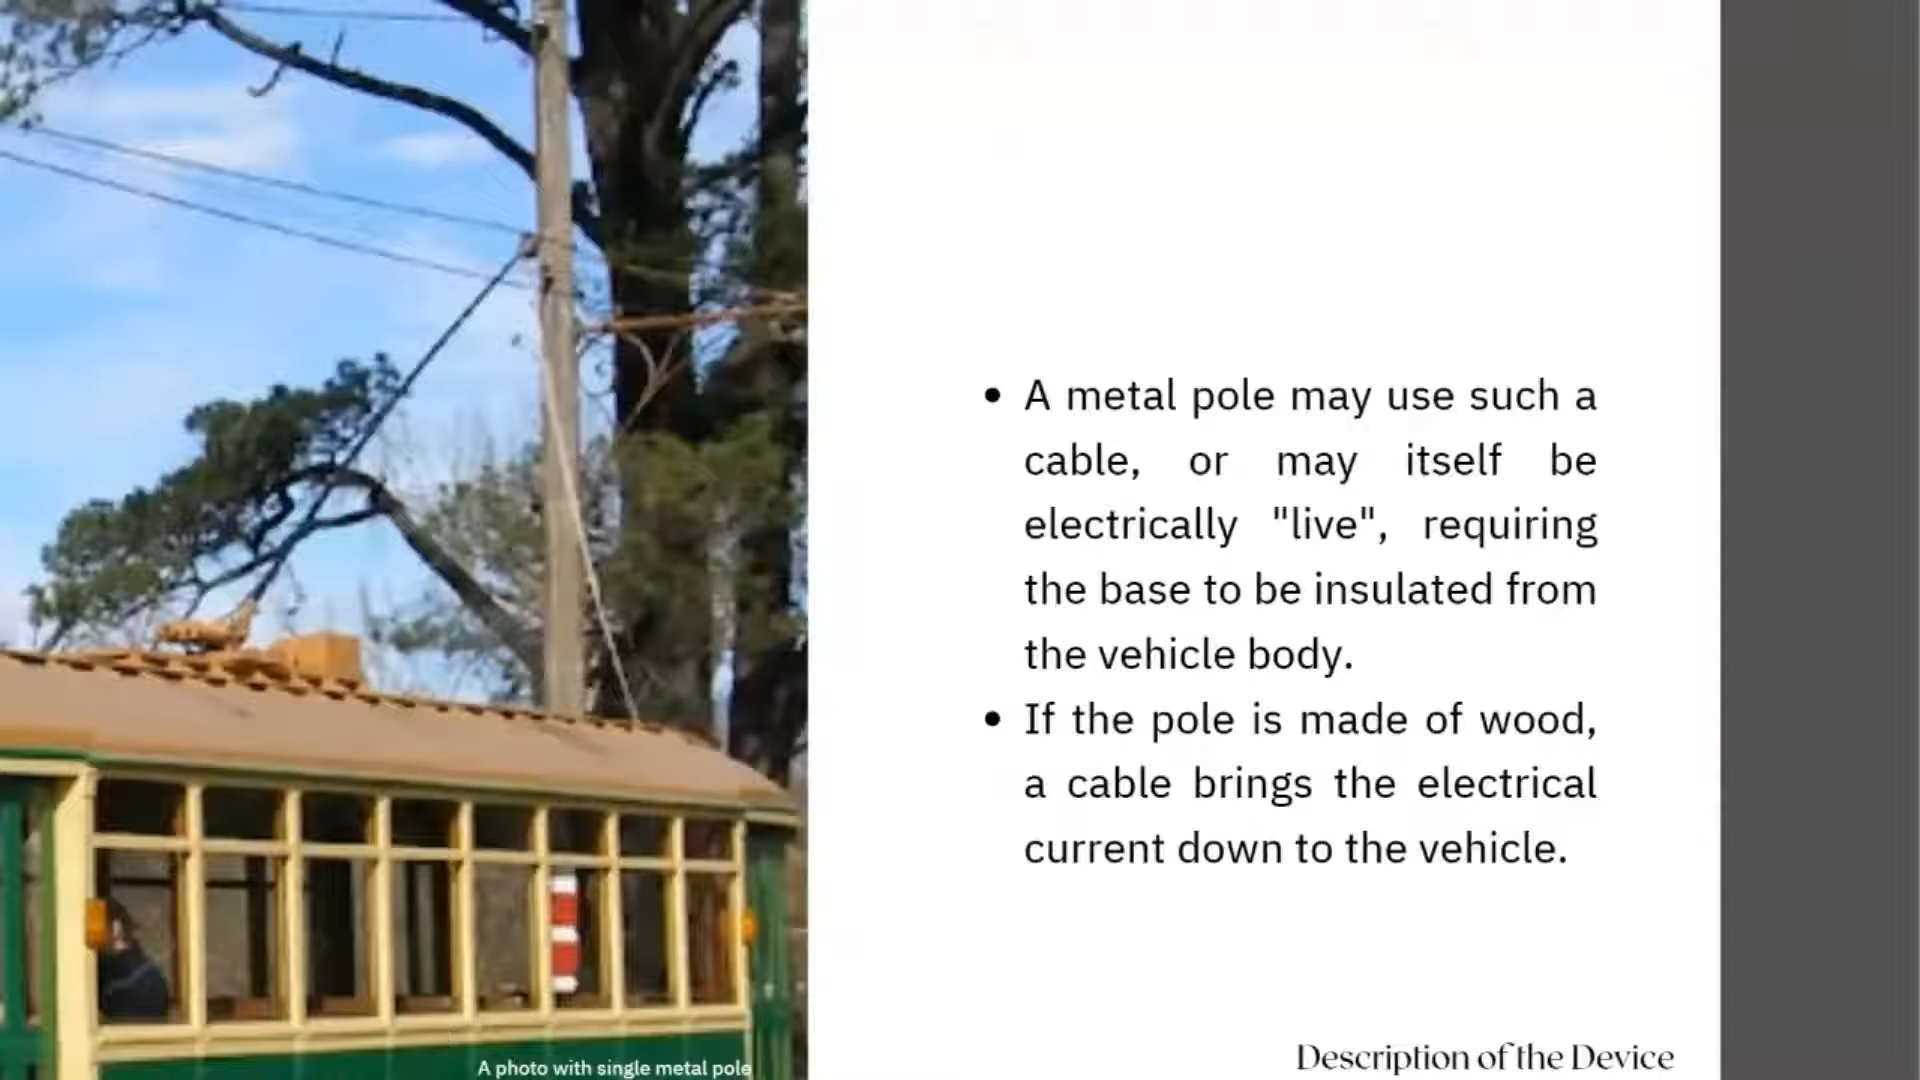 • A metal pole may use such a
cable, or may itself be
electrically "live", requiring
the base to be insulated from
the vehicle body.
• If the pole is made of wood,
a cable brings the electrical
current down to the vehicle.
A photo with single metal pole
Description of the Device